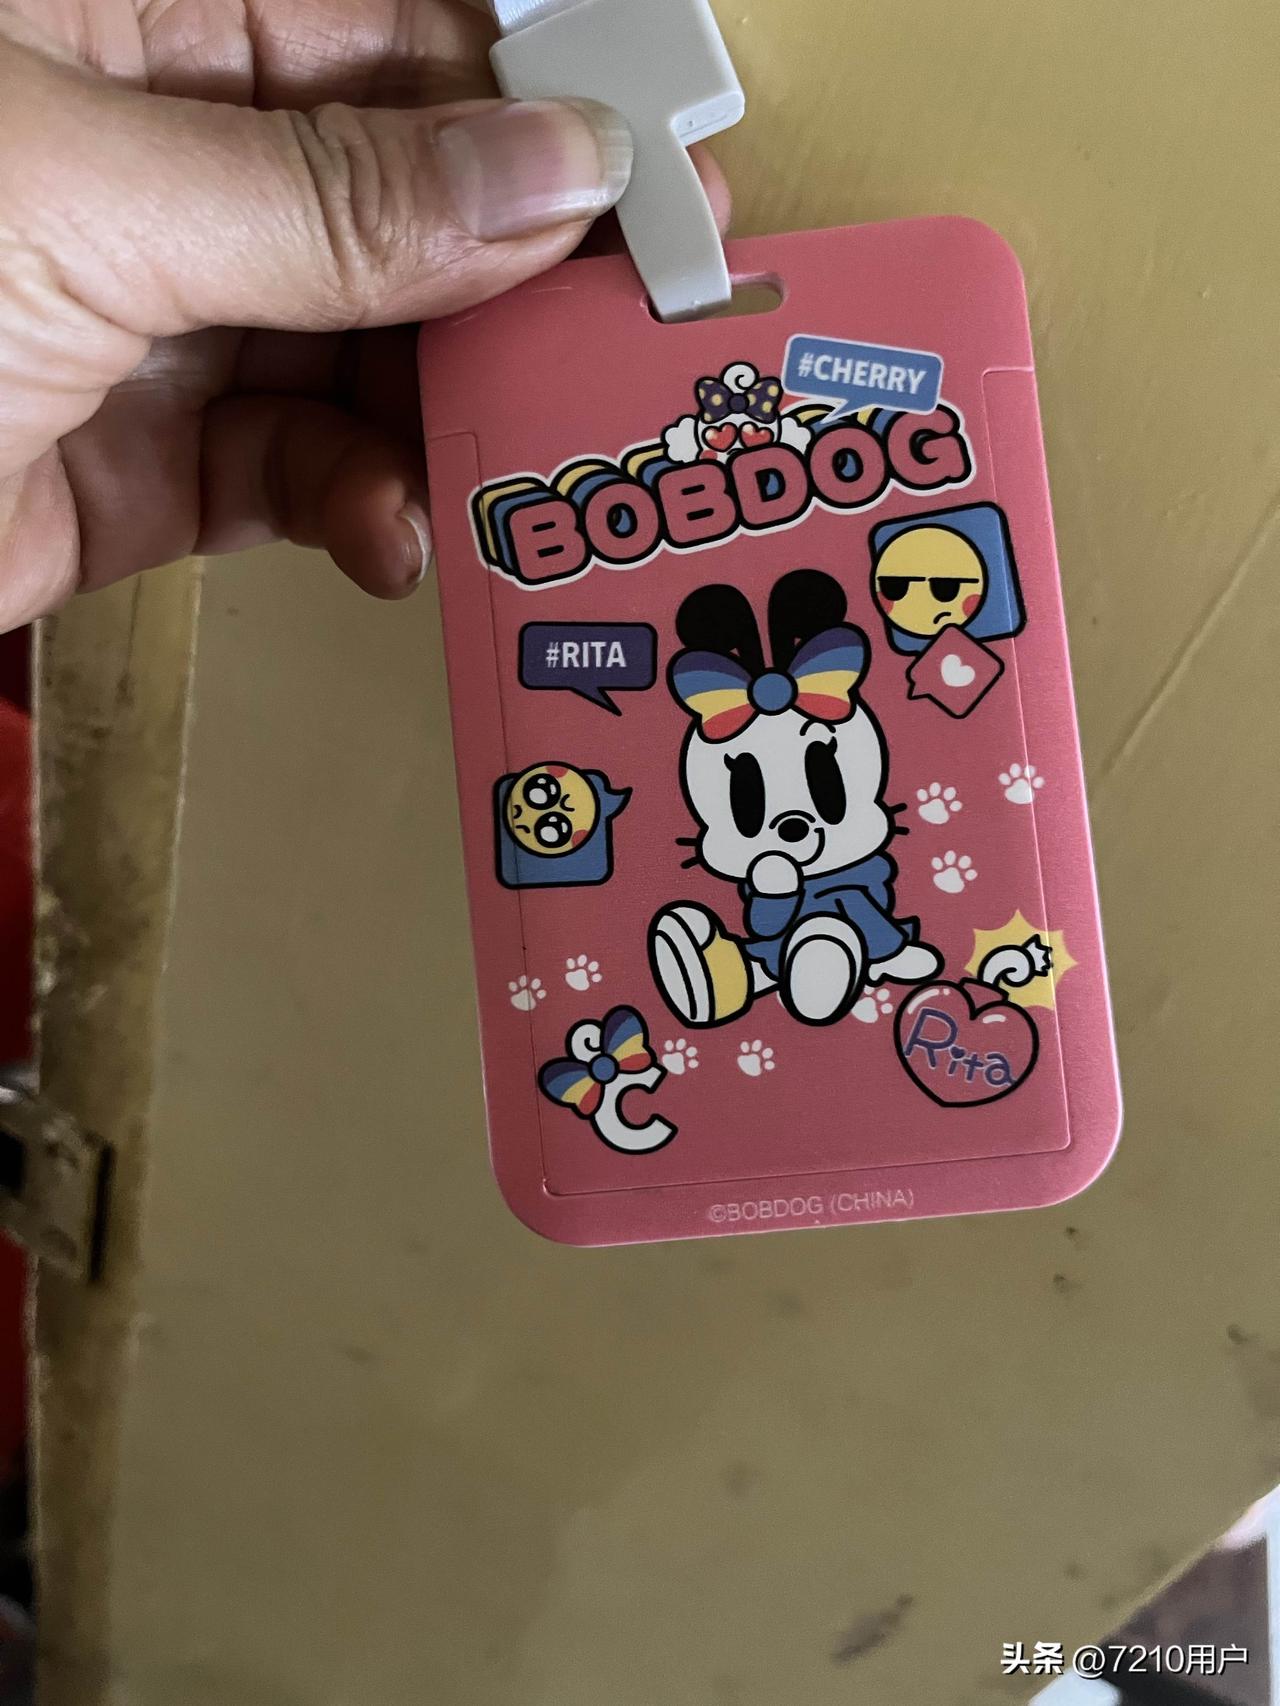 #CHERRY
BOBDOG
#RITA
Rita
C
©BOBDOG (CHINA)
头条 @7210用户